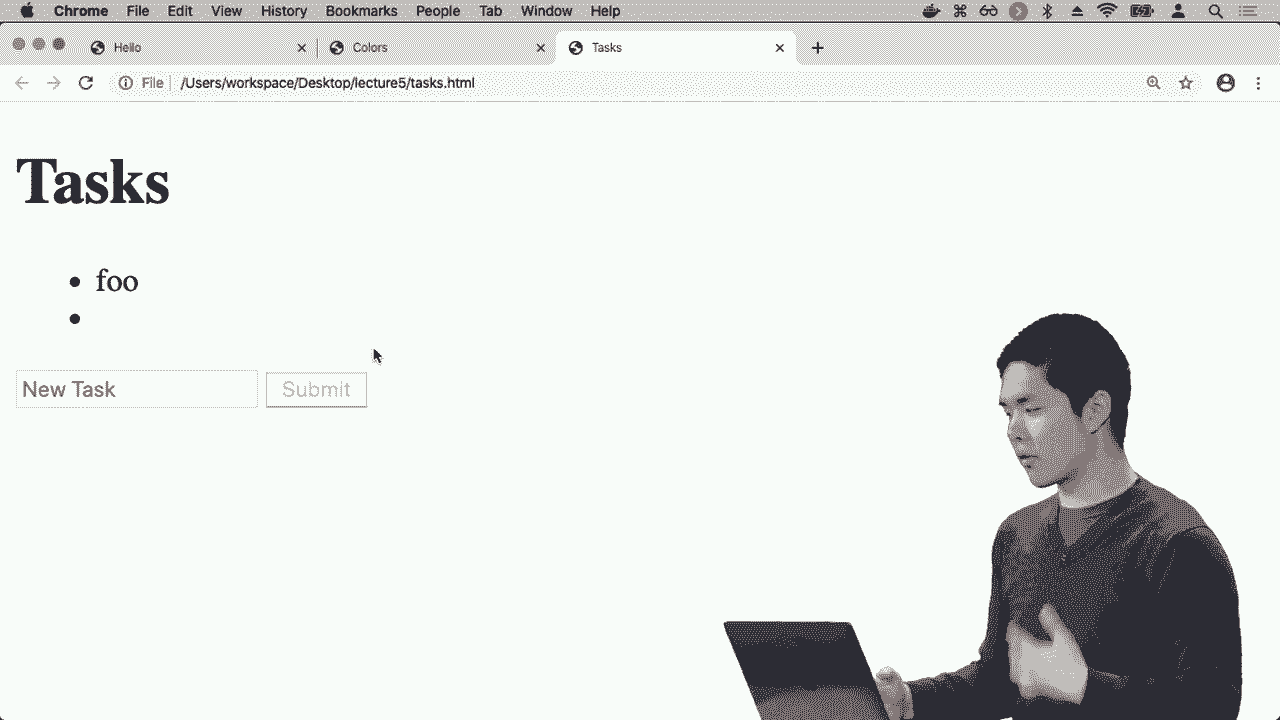 Chrome File Edit View History Bookmarks People Tab Window Help
Hello Colors Tasks
File /Users/workspace/Desktop/lecture5/tasks.html
Tasks
foo
New Task Submit